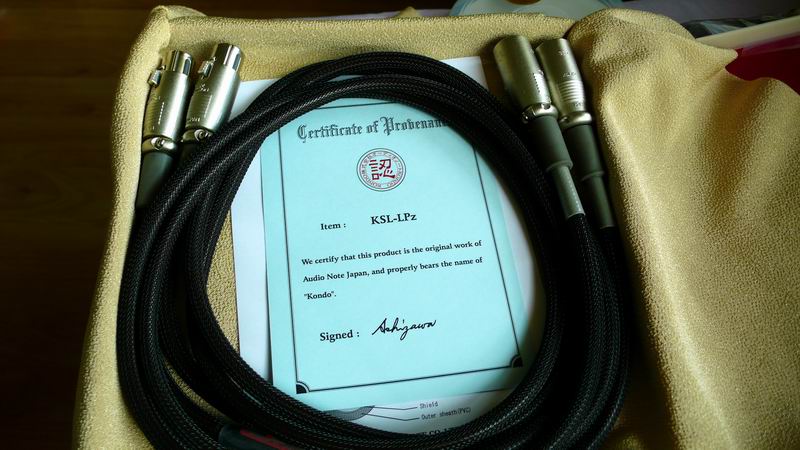 Certificate of Provenan
認
Item : KSL-LPz
We certify that this product is the original work of
Audio Note Japan, and properly bears the name of
"Kondo".
Signed : Ashizawa
Shield
Outer sheath(PVC)